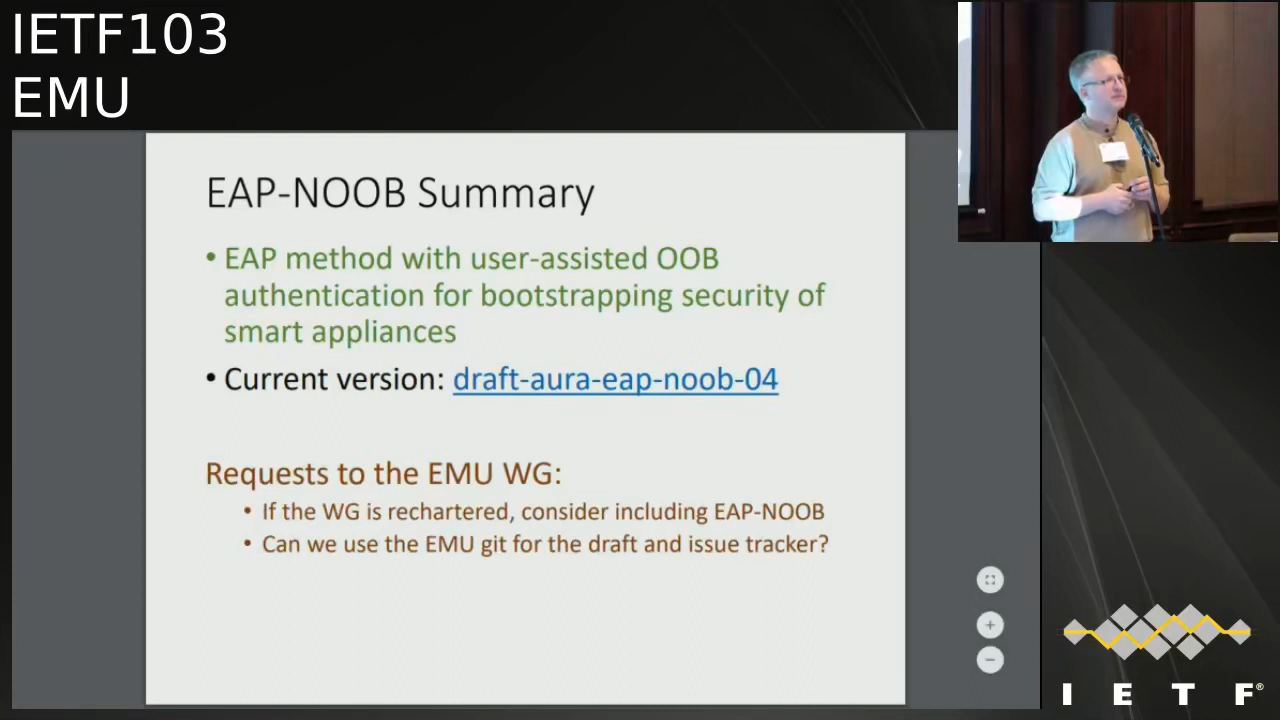 IETF103
EMU
EAP-NOOB Summary
• EAP method with user-assisted OOB
authentication for bootstrapping security of
smart appliances
• Current version: draft-aura-eap-noob-04
Requests to the EMU WG:
• If the WG is rechartered, consider including EAP-NOOB
• Can we use the EMU git for the draft and issue tracker?
I E T F®